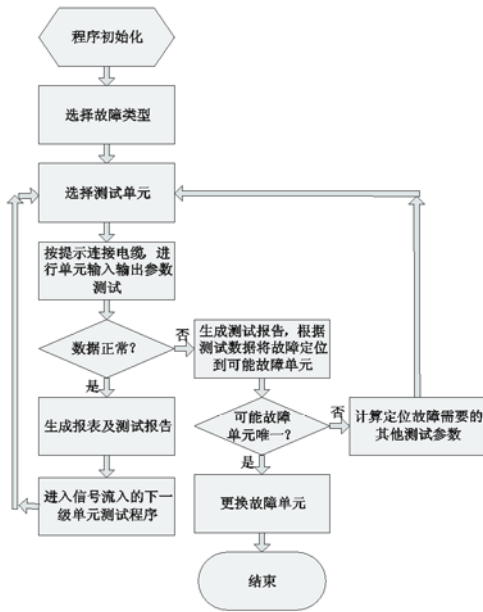 程序初始化
选择故障类型
选择测试单元
按提示连接电缆，进
行单元输入输出参数
测试
数据正常？
否
生成测试报告，根据
测试数据将故障定位
到可能故障单元
是
生成报表及测试报告
可能故障
单元唯一？
否
计算定位故障需要的
其他测试参数
是
进入信号流入的下一
级单元测试程序
更换故障单元
结束